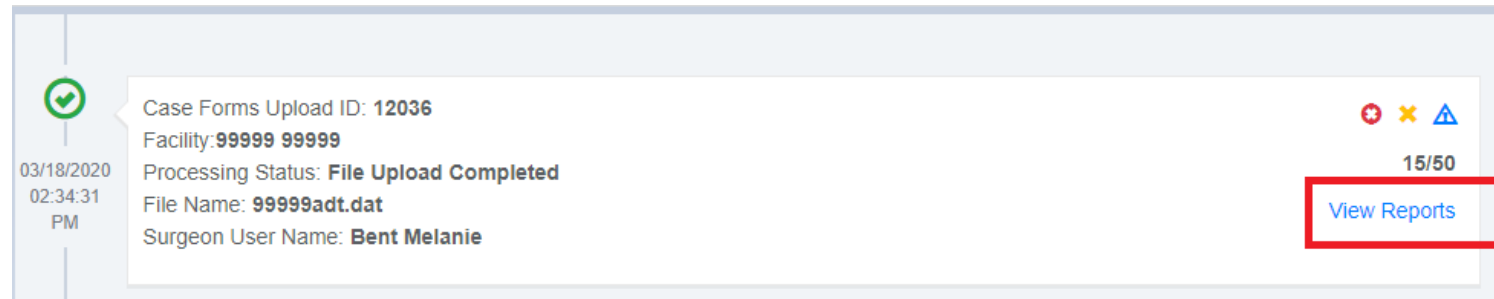 03/18/2020
02:34:31
PM
Case Forms Upload ID: 12036
Facility:99999 99999
Processing Status: File Upload Completed
File Name: 99999adt.dat
Surgeon User Name: Bent Melanie
15/50
View Reports